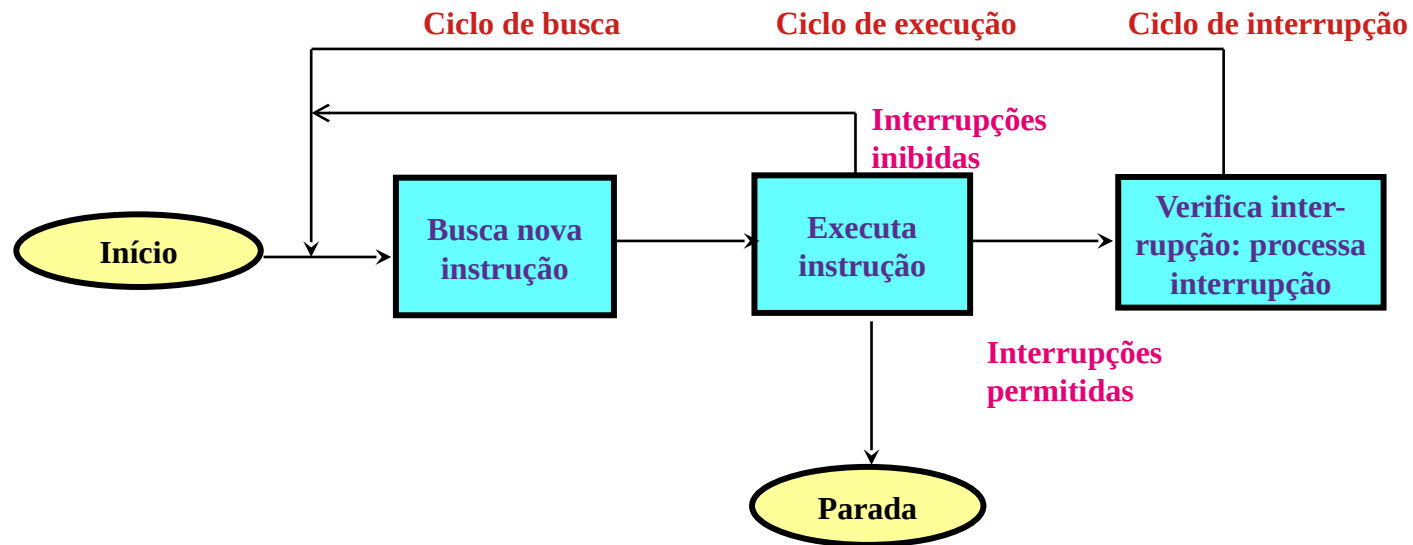 Ciclo de busca
Ciclo de execução
Ciclo de interrupção
Interrupções
inibidas
Início
Busca nova
instrução
Executa
instrução
Verifica inter-
rupção: processa
interrupção
Interrupções
permitidas
Parada